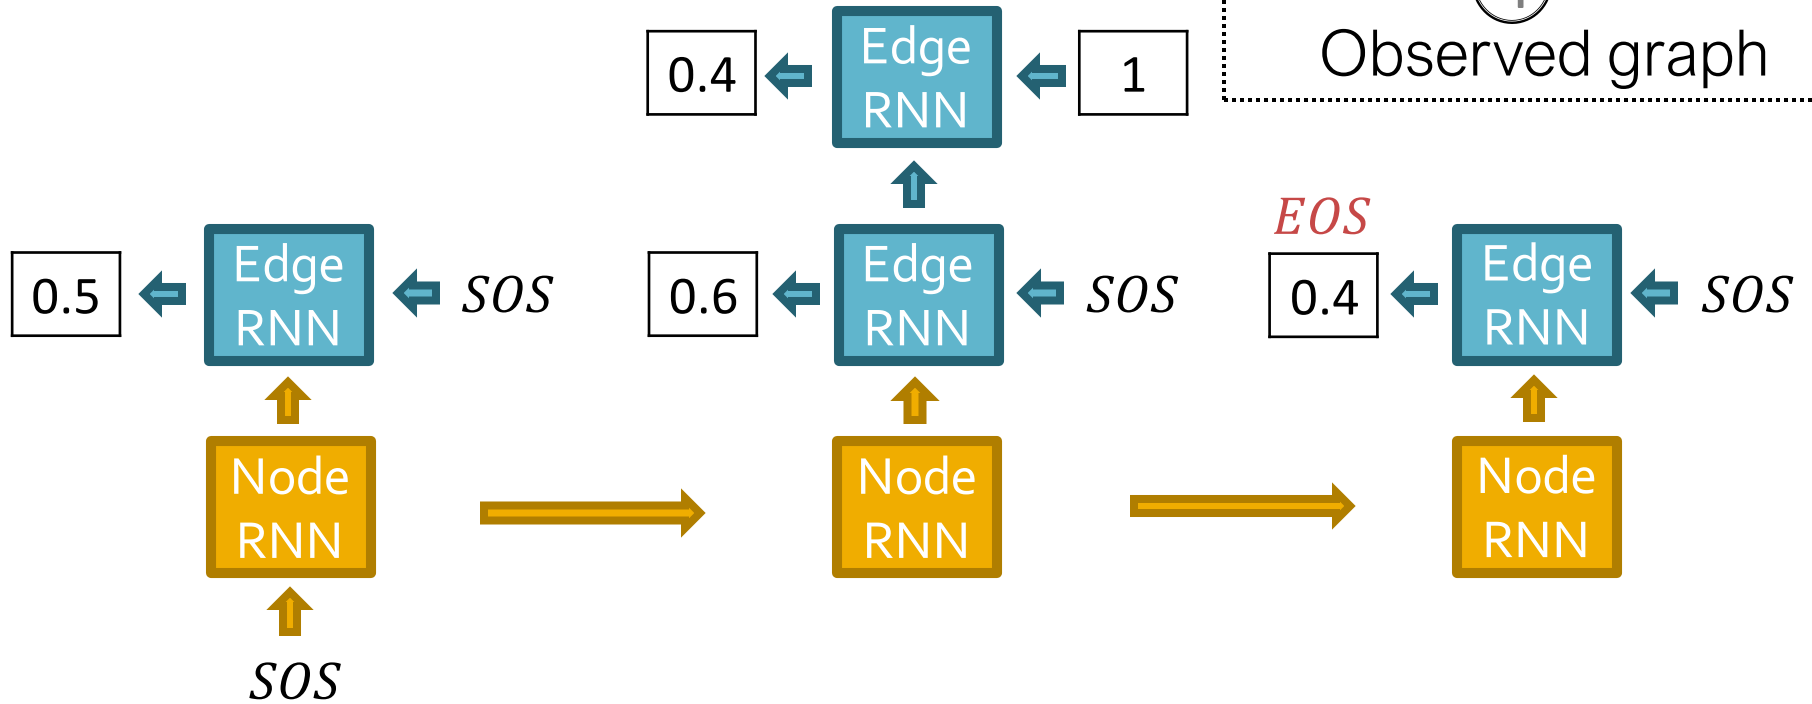 0.4
Edge
RNN
1
Observed graph
0.5
Edge
RNN
SOS
0.6
Edge
RNN
SOS
EOS
0.4
Edge
RNN
SOS
Node
RNN
Node
RNN
Node
RNN
SOS